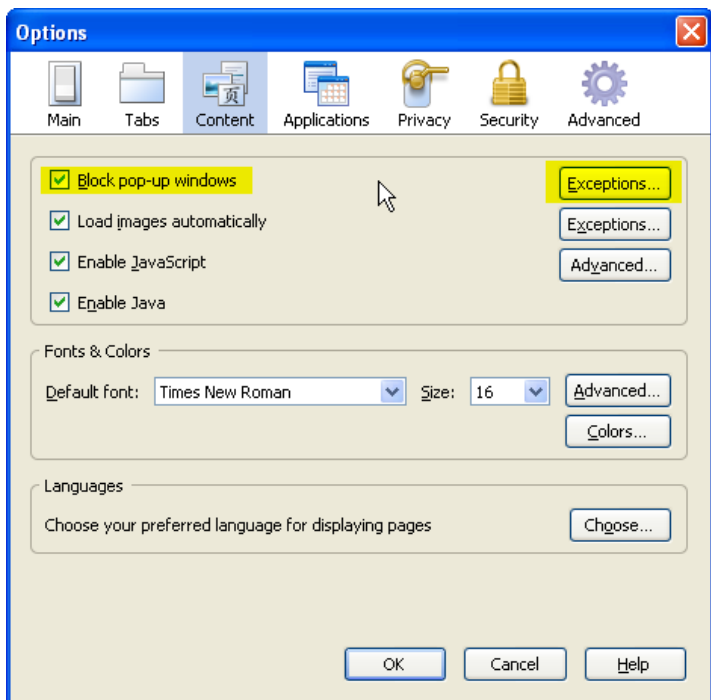 Options
Main Tabs Content Applications Privacy Security Advanced
页
Block pop-up windows Exceptions...
Load images automatically Exceptions...
Enable JavaScript Advanced...
Enable Java
Fonts & Colors
Default font: Times New Roman Size: 16 Advanced...
Colors...
Languages
Choose your preferred language for displaying pages Choose...
OK Cancel Help